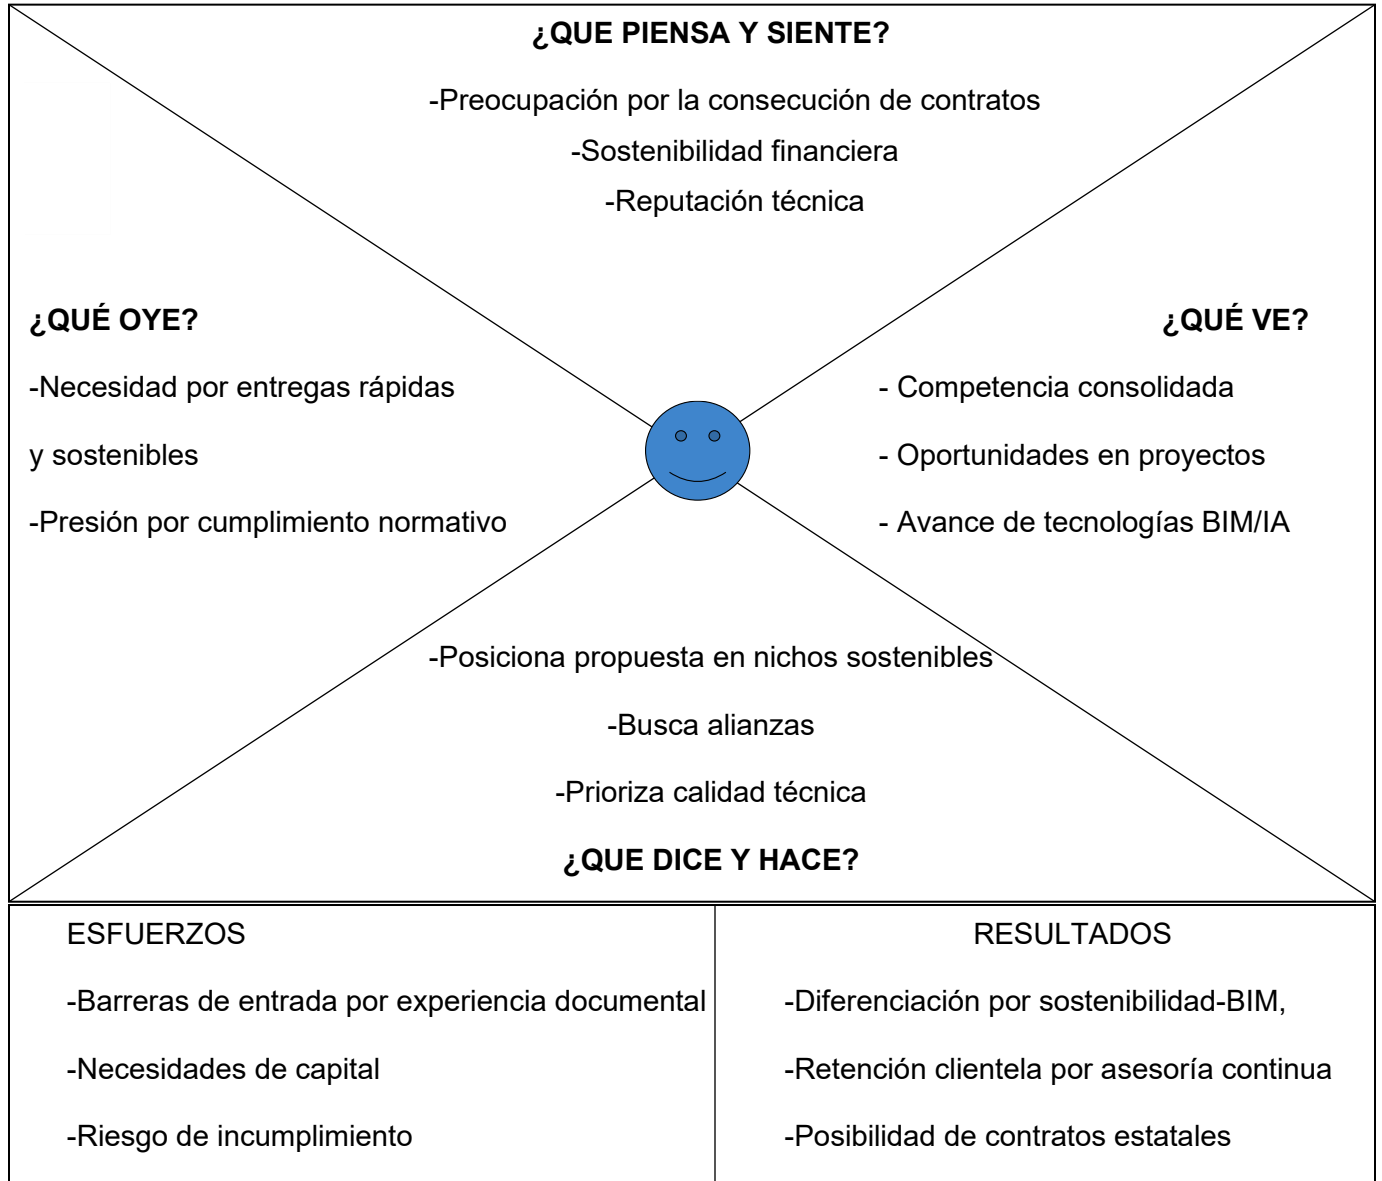 ¿QUE PIENSA Y SIENTE?
-Preocupación por la consecución de contratos
-Sostenibilidad financiera
-Reputación técnica
¿QUÉ OYE?
-Necesidad por entregas rápidas
y sostenibles
-Presión por cumplimiento normativo
¿QUÉ VE?
- Competencia consolidada
- Oportunidades en proyectos
- Avance de tecnologías BIM/IA
-Posiciona propuesta en nichos sostenibles
-Busca alianzas
-Prioriza calidad técnica
¿QUE DICE Y HACE?
ESFUERZOS
-Barreras de entrada por experiencia documental
-Necesidades de capital
-Riesgo de incumplimiento
RESULTADOS
-Diferenciación por sostenibilidad-BIM,
-Retención clientela por asesoría continua
-Posibilidad de contratos estatales